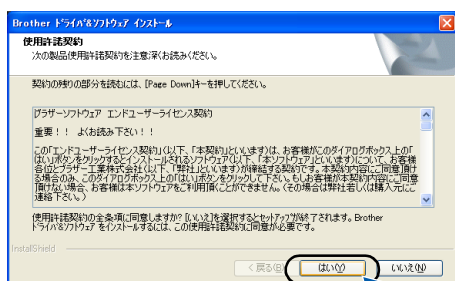 Brother ﾄﾞﾗｲﾊﾞ&ｿﾌﾄｳｪｱ ｲﾝｽﾄｰﾙ
使用許諾契約
次の製品使用許諾契約を注意深くお読みください。
契約の残りの部分を読むには、[Page Down]キーを押してください。
ブラザーソフトウェア エンドユーザーライセンス契約
重要！！ よくお読み下さい！！
この「エンドユーザーライセンス契約」(以下、「本契約」といいます)は、お客様がこのダイアログボックス上の「
はい」ボタンをクリックするとインストールされるソフトウェア(以下、「本ソフトウェア」といいます)について、お客様
各位とブラザー工業株式会社(以下、「弊社」といいます)が締結する契約です。本契約内容にご同意頂け
る場合のみ、このダイアログボックス上の「はい」ボタンをクリックして下さい。もしお客様が本契約内容にご同意
頂けない場合、お客様は本ソフトウェアをご利用頂くことができません。(その場合は弊社若しくは購入元にご
連絡下さい。)
使用許諾契約の全条項に同意しますか? [いいえ]を選択するとｾｯﾄｱｯﾌﾟが終了されます。Brother
ﾄﾞﾗｲﾊﾞ&ｿﾌﾄｳｪｱ をインストールするには、この使用許諾契約に同意が必要です。
InstallShield
< 戻る(B)
はい(Y)
いいえ(N)